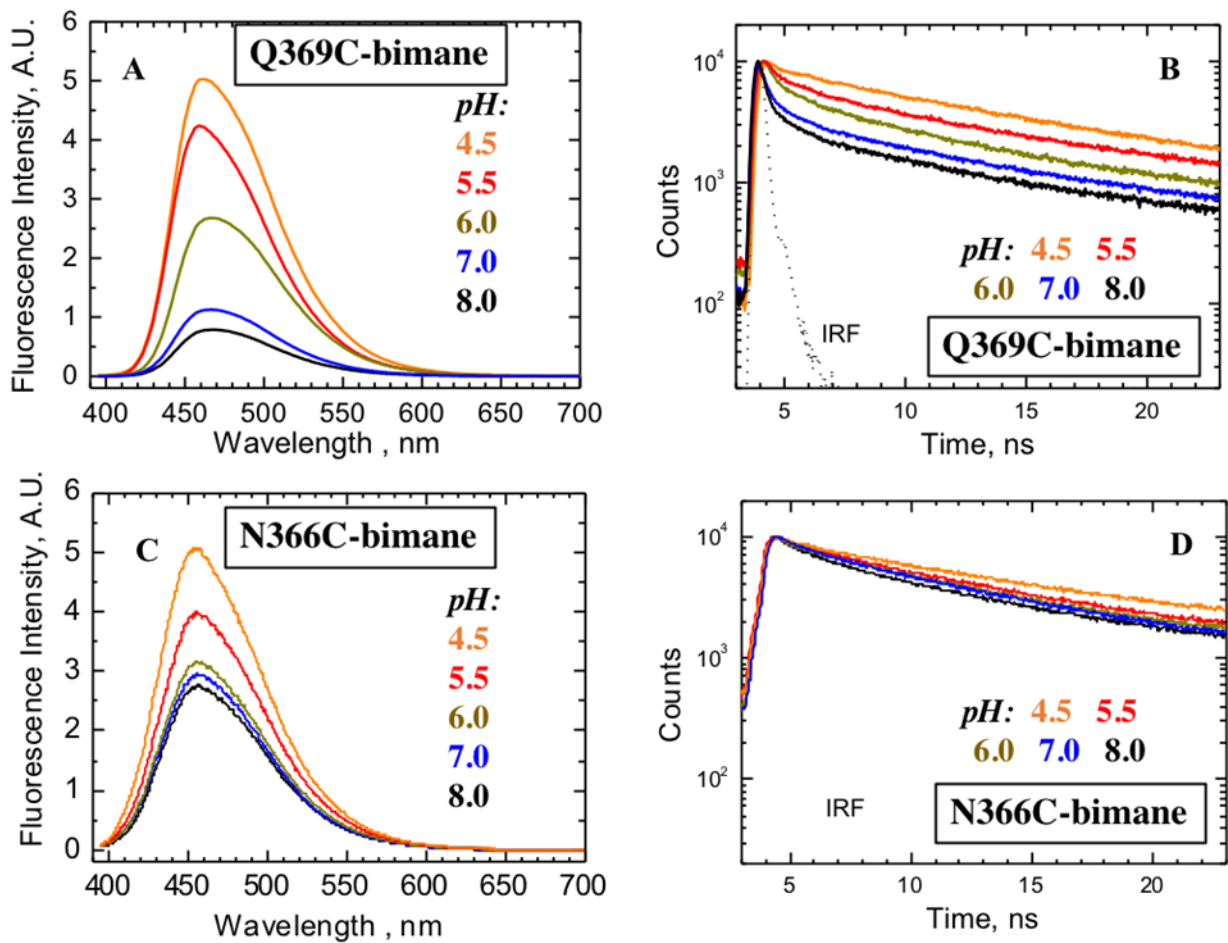 A
Q369C-bimane
pH:
4.5
5.5
6.0
7.0
8.0
Fluorescence Intensity, A.U.
6
5
4
3
2
1
0
400 450 500 550 600 650 700
Wavelength , nm
B
Counts
10^4
10^3
10^2
pH: 4.5 5.5
6.0 7.0 8.0
IRF
Q369C-bimane
5 10 15 20
Time, ns
C
N366C-bimane
pH:
4.5
5.5
6.0
7.0
8.0
Fluorescence Intensity, A.U.
6
5
4
3
2
1
0
400 450 500 550 600 650 700
Wavelength , nm
D
Counts
10^4
10^3
10^2
pH: 4.5 5.5
6.0 7.0 8.0
IRF
N366C-bimane
5 10 15 20
Time, ns